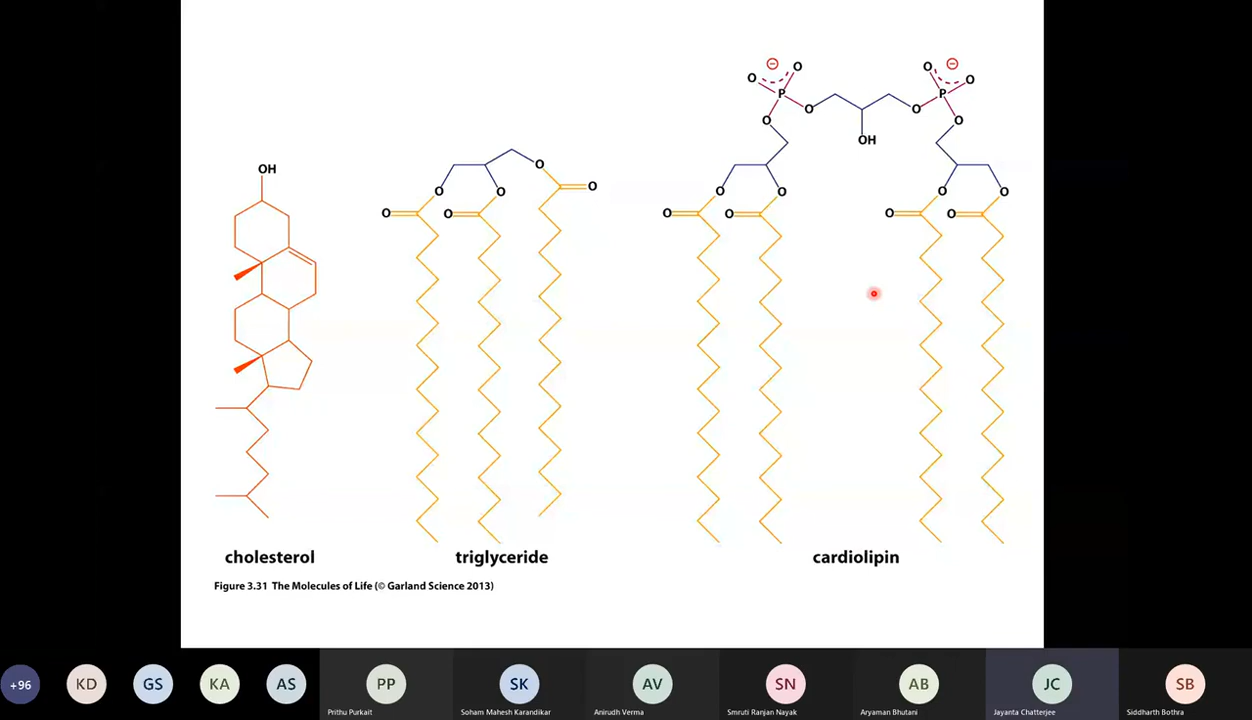 O O O O
P P
O O
O O
OH
OH
O
O O O
O O O O O
O O O O O O
cholesterol triglyceride cardiolipin
Figure 3.31 The Molecules of Life (© Garland Science 2013)
+96 KD GS KA AS PP SK AV SN AB JC SB
Prithu Purkait Soham Mahesh Karandikar Anirudh Verma Smruti Ranjan Nayak Aryaman Bhutani Jayanta Chatterjee Siddharth Bothra